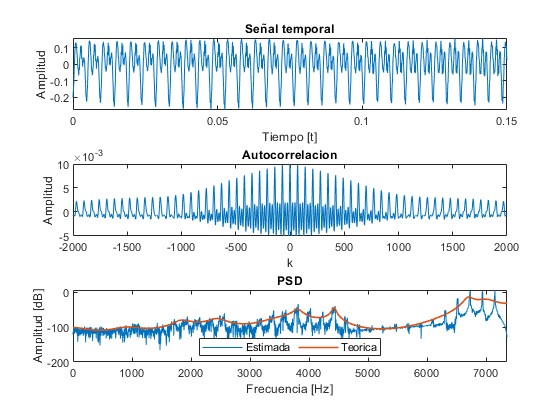 Señal temporal
Amplitud
0.1
0
-0.1
-0.2
0 0.05 0.1 0.15
Tiempo [t]
×10⁻³
Autocorrelacion
Amplitud
10
5
0
-5
-2000 -1500 -1000 -500 0 500 1000 1500 2000
k
PSD
Amplitud [dB]
0
-100
-200
Estimada Teorica
0 1000 2000 3000 4000 5000 6000 7000
Frecuencia [Hz]